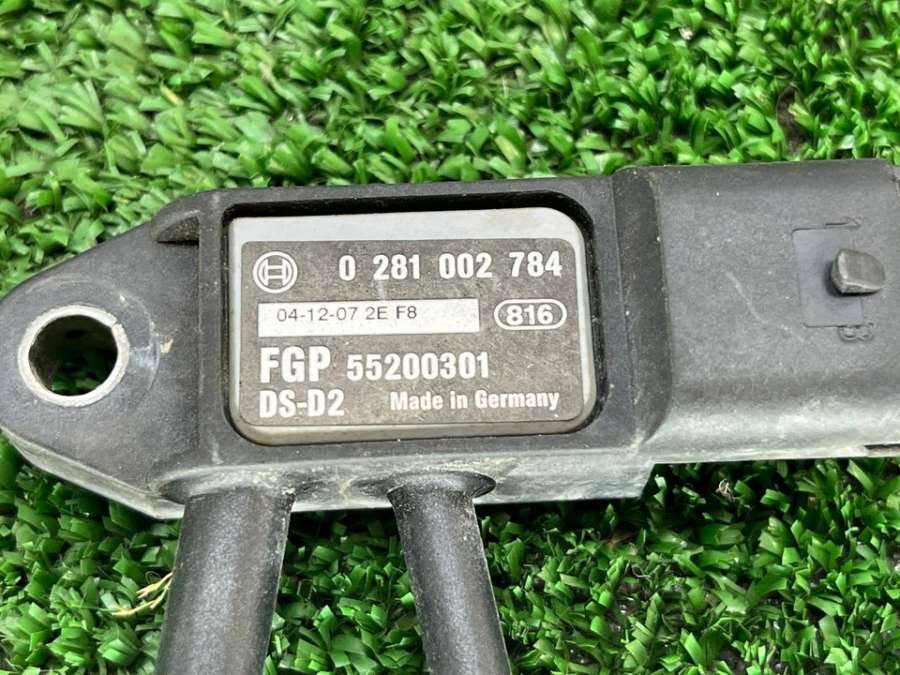 0 281 002 784
04-12-07 2E F8
816
FGP 55200301
DS-D2 Made in Germany